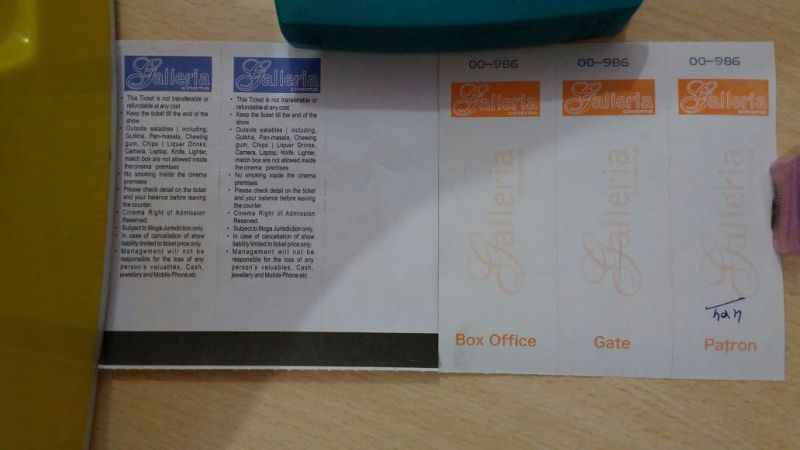 Galleria
cinema
• This Ticket is not transferable or
refundable at any cost
• Keep the ticket till the end of the
show
• Outside eatables ( including,
Gutkha, Pan-masala, Chewing
gum, Chips ) Liquer Drinks,
Camera, Laptop, Knife, Lighter,
match box are not allowed inside
the cinema premises
• No smoking inside the cinema
premises
• Please check detail on the ticket
and your balance before leaving
the counter.
• Cinema Right of Admission
Reserved.
• Subject to Moga Jurisdiction only.
• In case of cancellation of show
liability limited to ticket price only.
• Management will not be
responsible for the loss of any
person's valuables, Cash,
jewellery and Mobile Phone etc
Galleria
cinema
• This Ticket is not transferable or
refundable at any cost
• Keep the ticket till the end of the
show
• Outside eatables ( including,
Gutkha, Pan-masala, Chewing
gum, Chips ) Liquer Drinks,
Camera, Laptop, Knife, Lighter,
match box are not allowed inside
the cinema premises
• No smoking inside the cinema
premises
• Please check detail on the ticket
and your balance before leaving
the counter.
• Cinema Right of Admission
Reserved.
• Subject to Moga Jurisdiction only.
• In case of cancellation of show
liability limited to ticket price only.
• Management will not be
responsible for the loss of any
person's valuables, Cash,
jewellery and Mobile Phone etc
00-986
Galleria
cinema
Galleria
cinema
Box Office
00-986
Galleria
cinema
Galleria
cinema
Gate
00-986
Galleria
cinema
Galleria
cinema
Patron